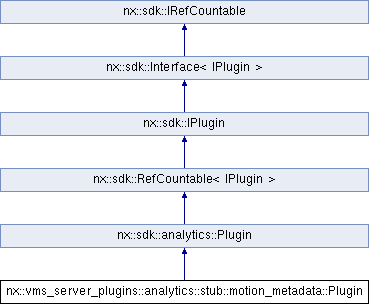 nx::sdk::IRefCountable
nx::sdk::Interface< IPlugin >
nx::sdk::IPlugin
nx::sdk::RefCountable< IPlugin >
nx::sdk::analytics::Plugin
nx::vms_server_plugins::analytics::stub::motion_metadata::Plugin